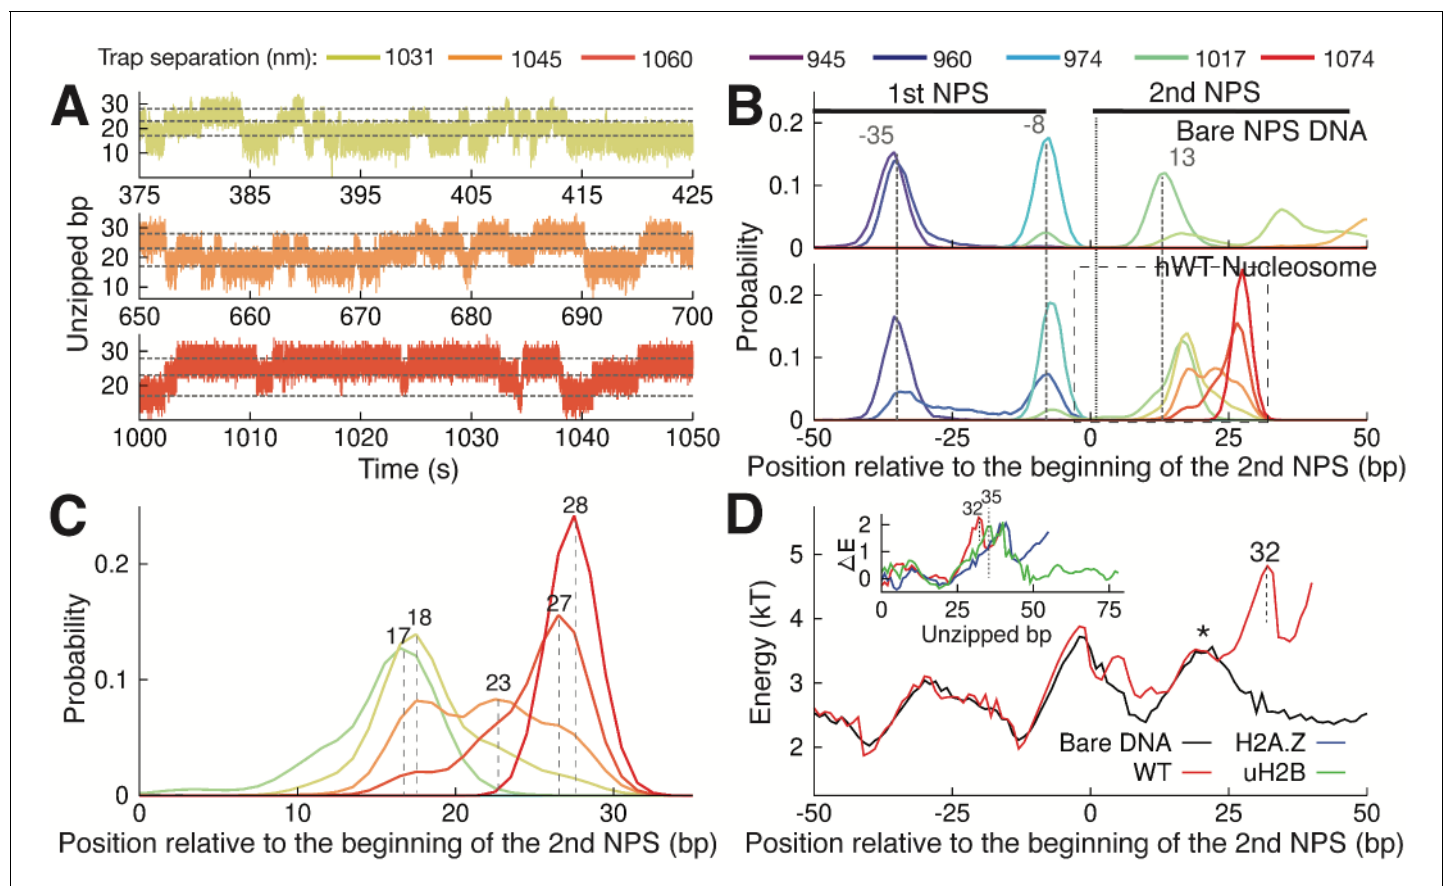 Trap separation (nm): 1031 1045 1060 945 960 974 1017 1074
A
30
20
10
375 385 395 405 415 425
30
20
10
650 660 670 680 690 700
30
20
1000 1010 1020 1030 1040 1050
Unzipped bp
Time (s)
B
1st NPS 2nd NPS
-35 -8 13
Bare NPS DNA
0.2
0.1
0
hWT Nucleosome
0.2
0.1
0
-50 -25 0 25 50
Probability
Position relative to the beginning of the 2nd NPS (bp)
C
28
27
18
17
23
0.2
0.1
0
0 10 20 30
Probability
Position relative to the beginning of the 2nd NPS (bp)
D
35
32
2
1
0
ΔE
0 25 50 75
Unzipped bp
32
*
5
4
3
2
Energy (kT)
Bare DNA H2A.Z
WT uH2B
-50 -25 0 25 50
Position relative to the beginning of the 2nd NPS (bp)